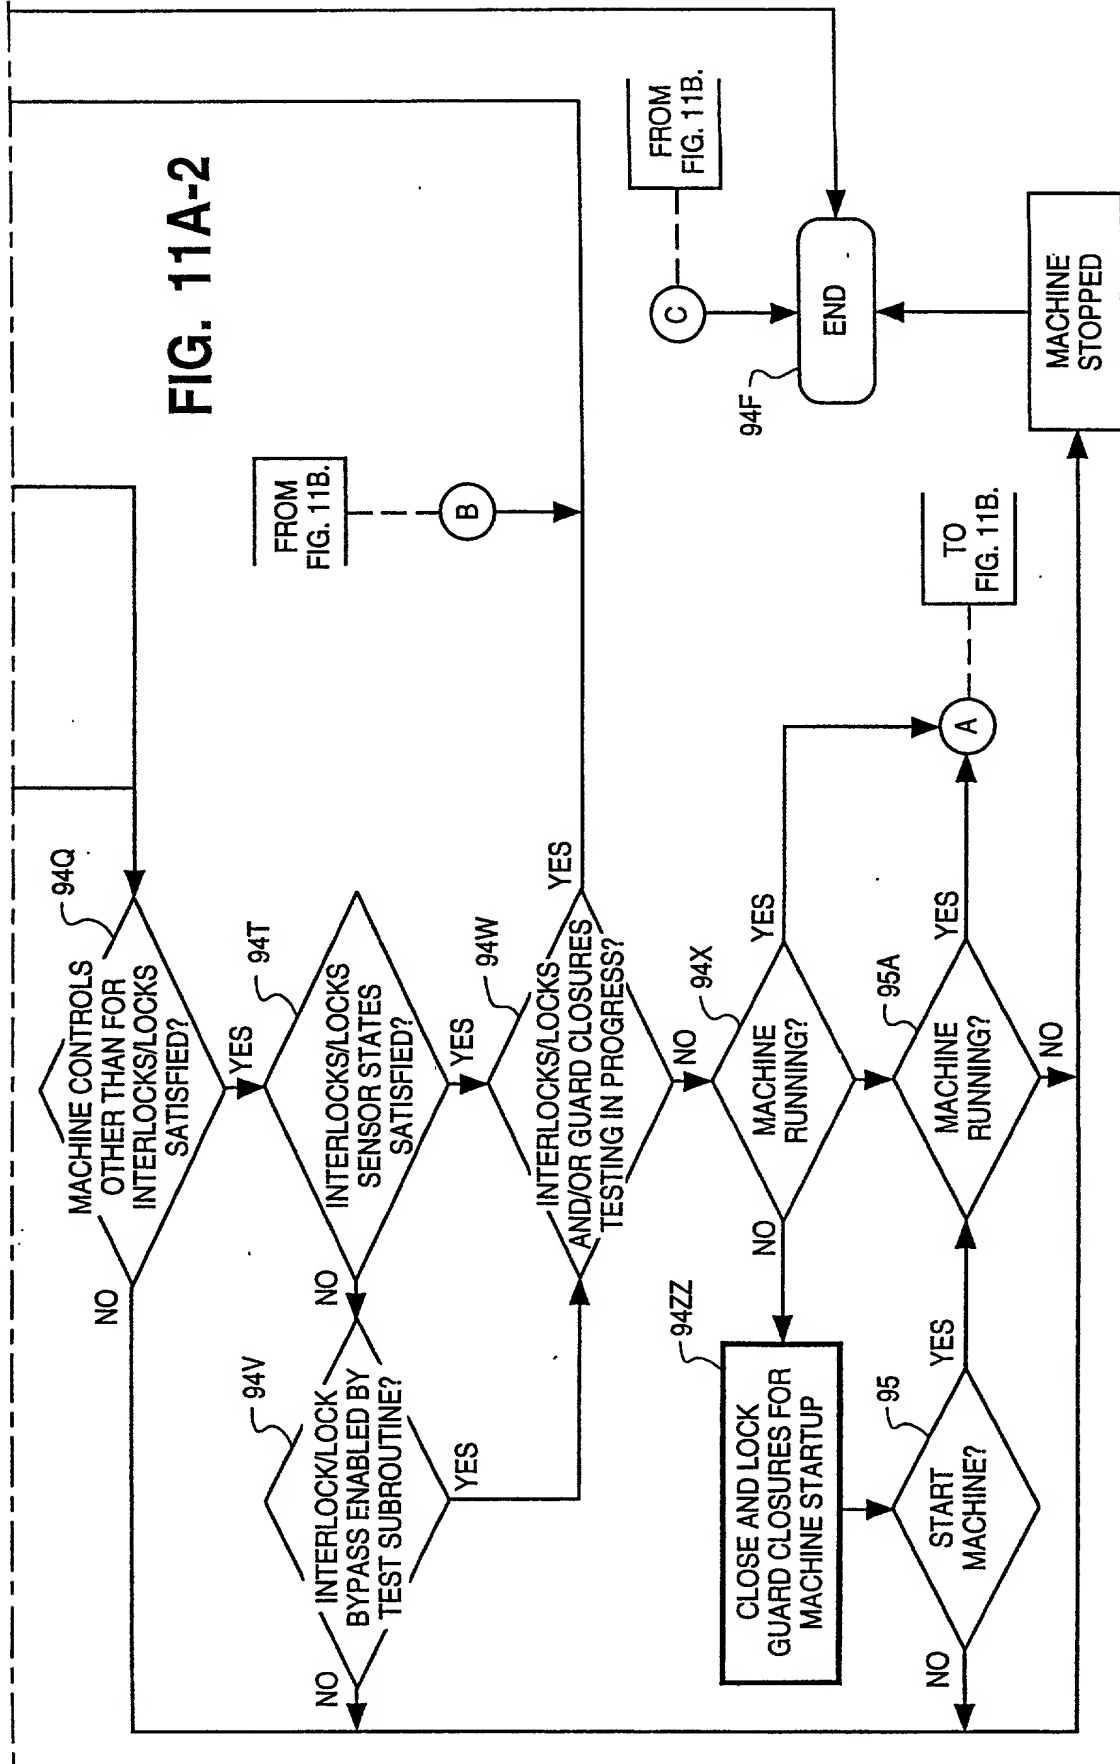 FIG. 11A-2
94Q
MACHINE CONTROLS
OTHER THAN FOR
INTERLOCKS/LOCKS
SATISFIED?
NO
YES
94T
INTERLOCKS/LOCKS
SENSOR STATES
SATISFIED?
NO
YES
94V
INTERLOCK/LOCK
BYPASS ENABLED BY
TEST SUBROUTINE?
NO
YES
FROM
FIG. 11B.
B
94W
INTERLOCKS/LOCKS
AND/OR GUARD CLOSURES
TESTING IN PROGRESS?
YES
NO
94X
MACHINE
RUNNING?
NO
YES
94ZZ
CLOSE AND LOCK
GUARD CLOSURES FOR
MACHINE STARTUP
95
START
MACHINE?
NO
YES
95A
MACHINE
RUNNING?
YES
NO
A
TO
FIG. 11B.
FROM
FIG. 11B.
C
94F
END
MACHINE
STOPPED